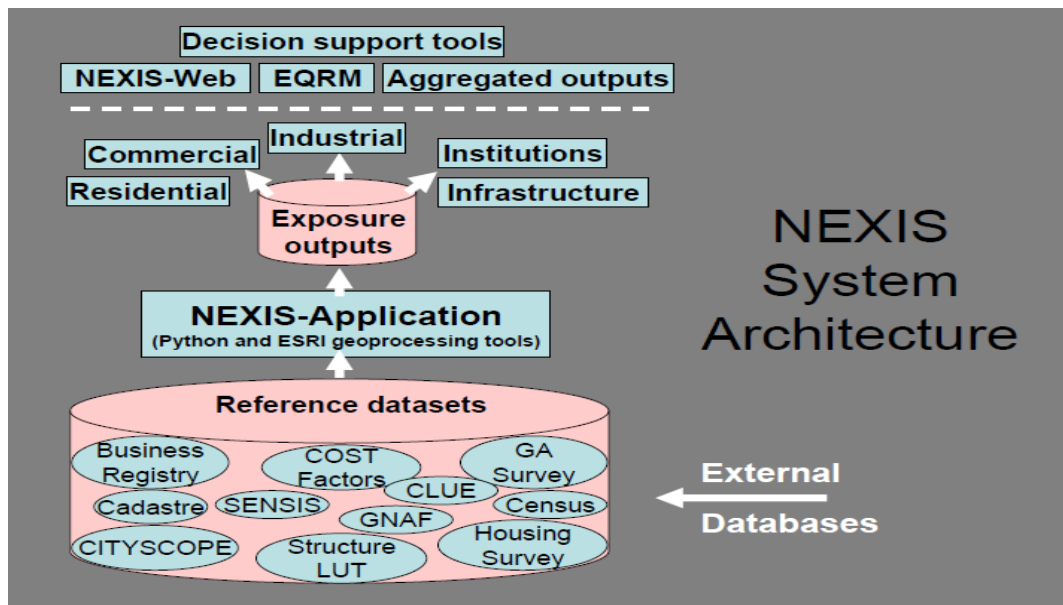 Decision support tools
NEXIS-Web
EQRM
Aggregated outputs
Industrial
Commercial
Institutions
Residential
Infrastructure
Exposure
outputs
NEXIS-Application
(Python and ESRI geoprocessing tools)
Reference datasets
Business
Registry
COST
Factors
GA
Survey
CLUE
Cadastre
SENSIS
Census
GNAF
CITYSCOPE
Structure
LUT
Housing
Survey
External
Databases
NEXIS
System
Architecture